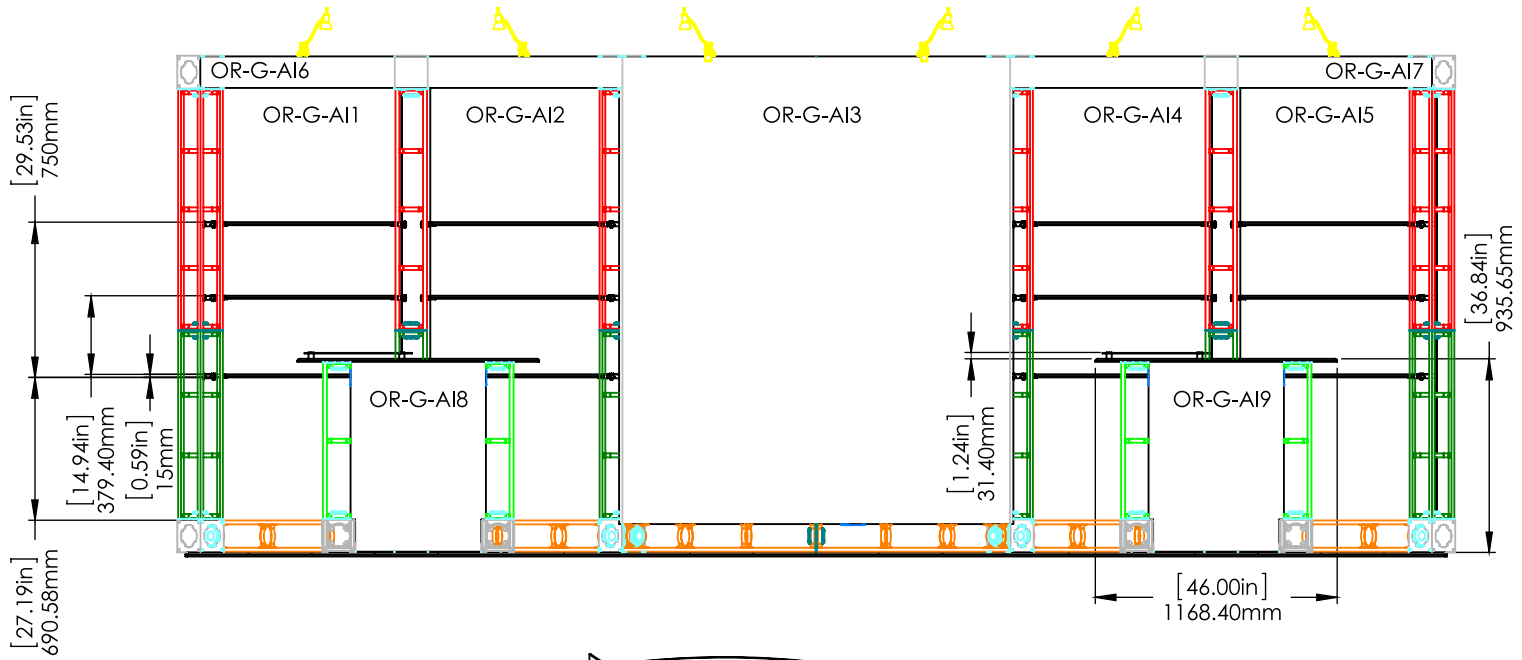 OR-G-AI6
OR-G-AI7
OR-G-AI1
OR-G-AI2
OR-G-AI3
OR-G-AI4
OR-G-AI5
[29.53in]
750mm
[36.84in]
935.65mm
OR-G-AI8
OR-G-AI9
[14.94in]
379.40mm
[0.59in]
15mm
[1.24in]
31.40mm
[27.19in]
690.58mm
[46.00in]
1168.40mm